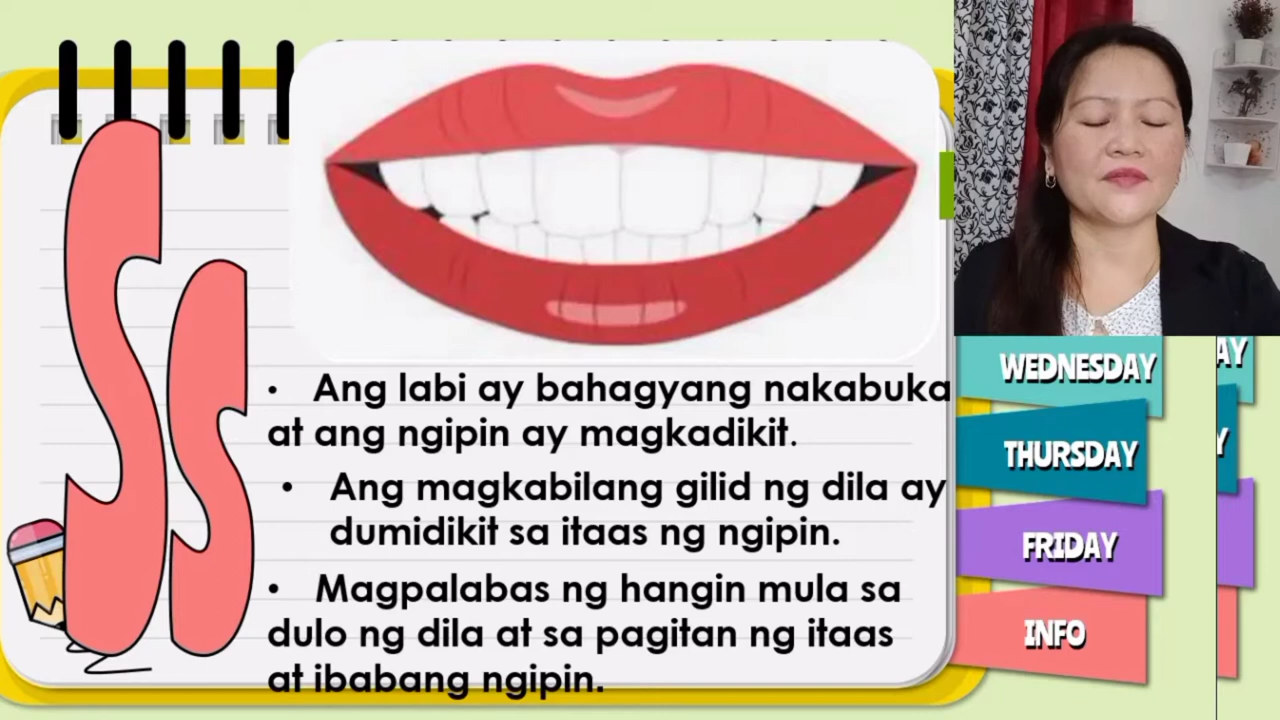 Ss
• Ang labi ay bahagyang nakabuka
at ang ngipin ay magkadikit.
• Ang magkabilang gilid ng dila ay
dumidikit sa itaas ng ngipin.
• Magpalabas ng hangin mula sa
dulo ng dila at sa pagitan ng itaas
at ibabang ngipin.
WEDNESDAY
THURSDAY
FRIDAY
INFO
AY
Y